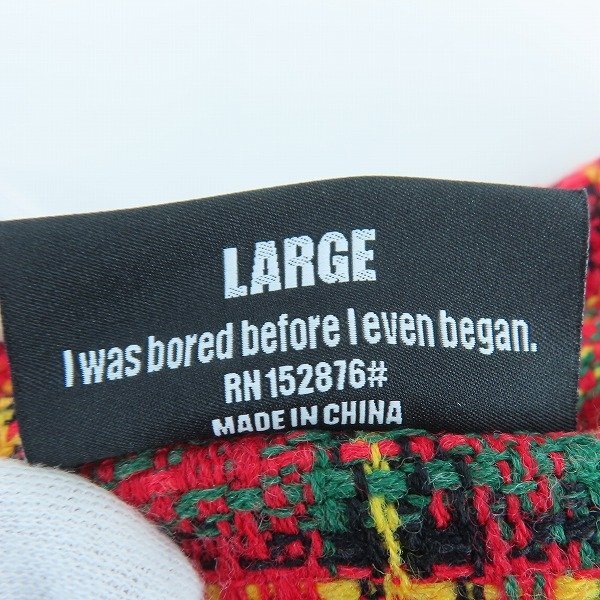 LARGE
I was bored before I even began.
RN 152876#
MADE IN CHINA